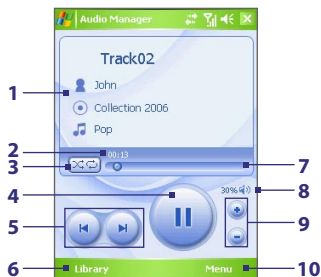 Audio Manager
Track02
1
John
Collection 2006
Pop
2
00:13
3
7
4
30%
8
5
9
6
Library
Menu
10